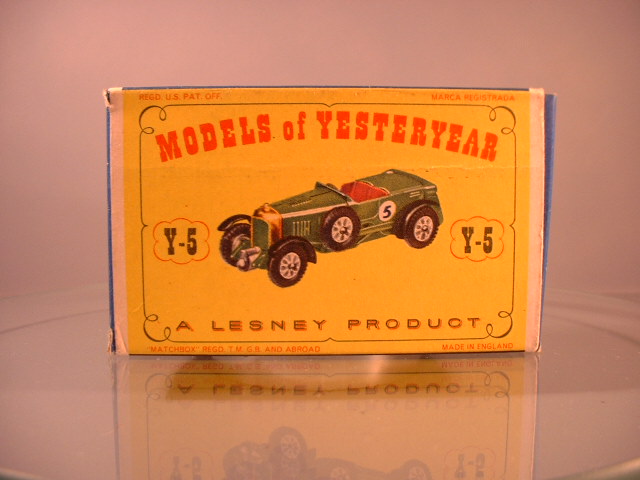 REGD. U.S. PAT. OFF. MARCA REGISTRADA
MODELS of YESTERYEAR
5
Y-5 Y-5
A LESNEY PRODUCT
"MATCHBOX" REGD. T.M. G.B. AND ABROAD MADE IN ENGLAND